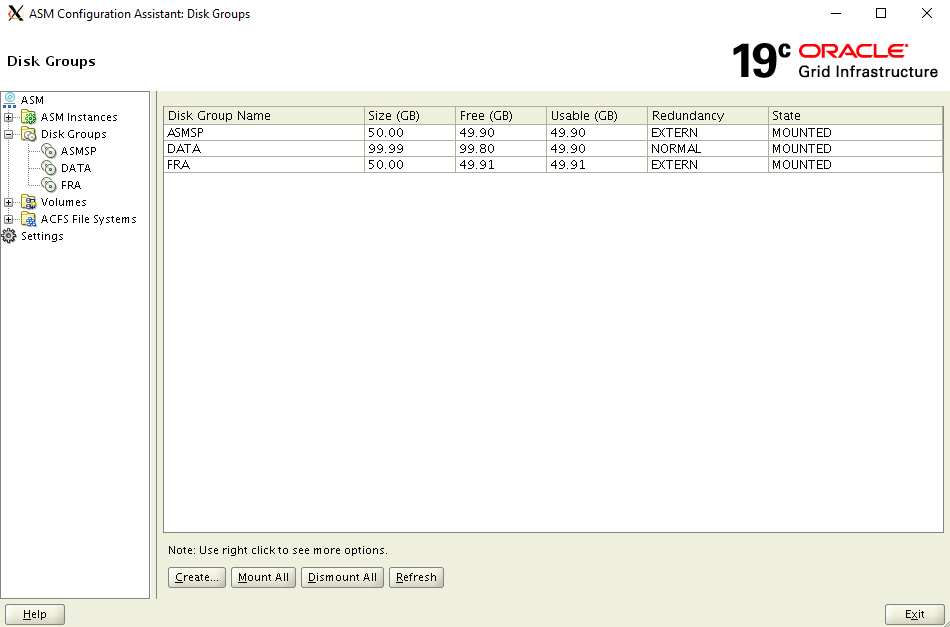 ASM Configuration Assistant: Disk Groups
Disk Groups
19c ORACLE
Grid Infrastructure
ASM
ASM Instances
Disk Groups
ASMSP
DATA
FRA
Volumes
ACFS File Systems
Settings
Disk Group Name Size (GB) Free (GB) Usable (GB) Redundancy State
ASMSP 50.00 49.90 49.90 EXTERN MOUNTED
DATA 99.99 99.80 49.90 NORMAL MOUNTED
FRA 50.00 49.91 49.91 EXTERN MOUNTED
Note: Use right click to see more options.
Create... Mount All Dismount All Refresh
Help Exit